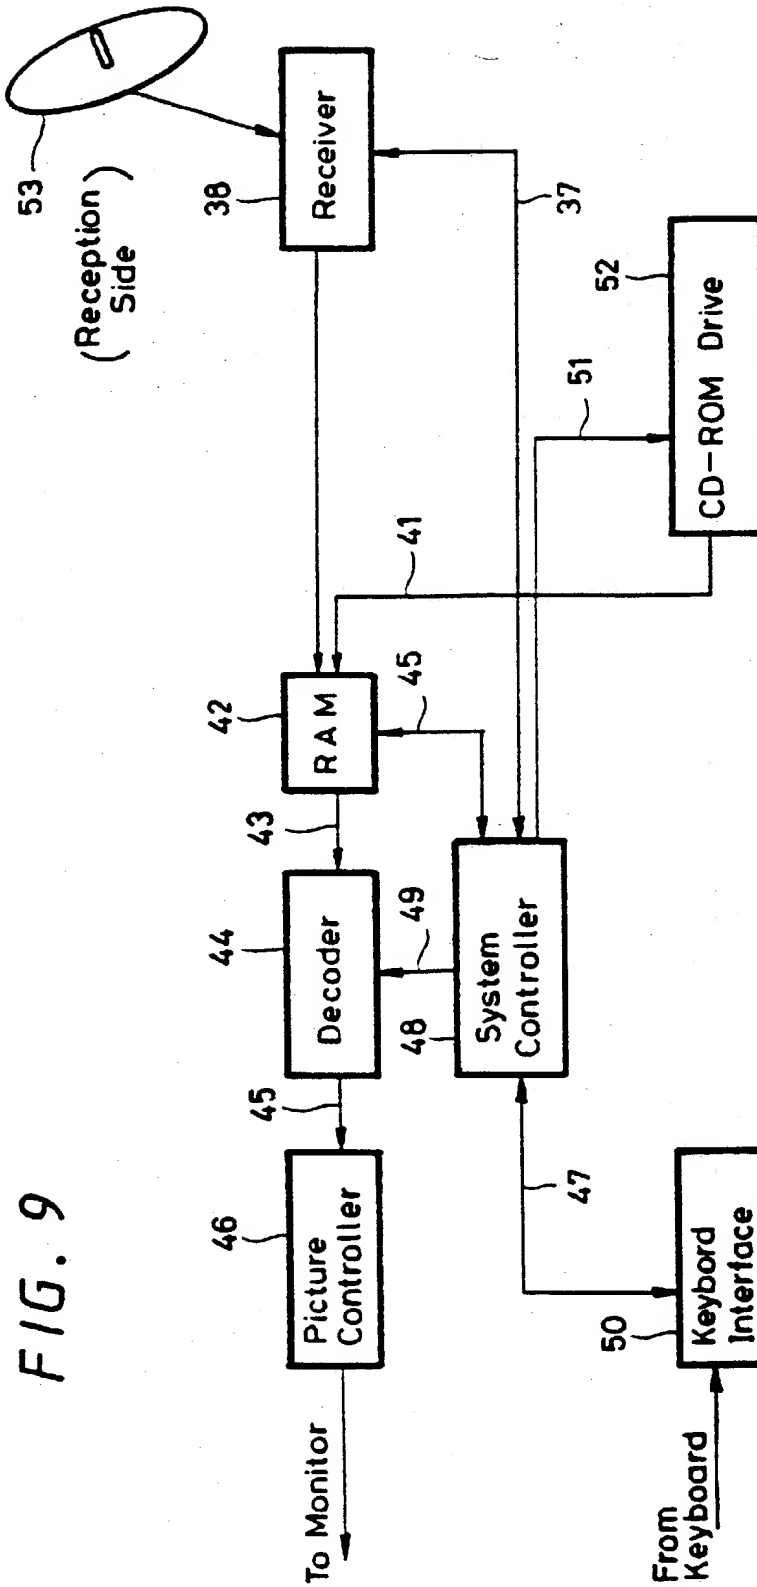 FIG. 9
(Reception
Side)
53
38
Receiver
37
42
RAM
41
45
43
44
Decoder
49
45
46
Picture
Controller
To Monitor
48
System
Controller
51
52
CD-ROM Drive
47
50
Keybord
Interface
From
Keyboard